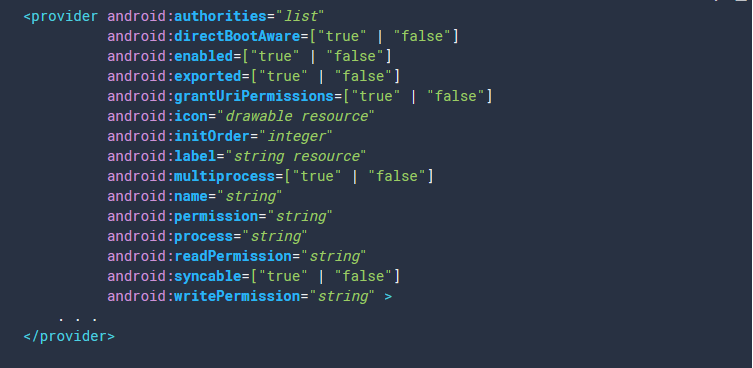 <provider android:authorities="list"
android:directBootAware=["true" | "false"]
android:enabled=["true" | "false"]
android:exported=["true" | "false"]
android:grantUriPermissions=["true" | "false"]
android:icon="drawable resource"
android:initOrder="integer"
android:label="string resource"
android:multiprocess=["true" | "false"]
android:name="string"
android:permission="string"
android:process="string"
android:readPermission="string"
android:syncable=["true" | "false"]
android:writePermission="string" >
. . .
</provider>